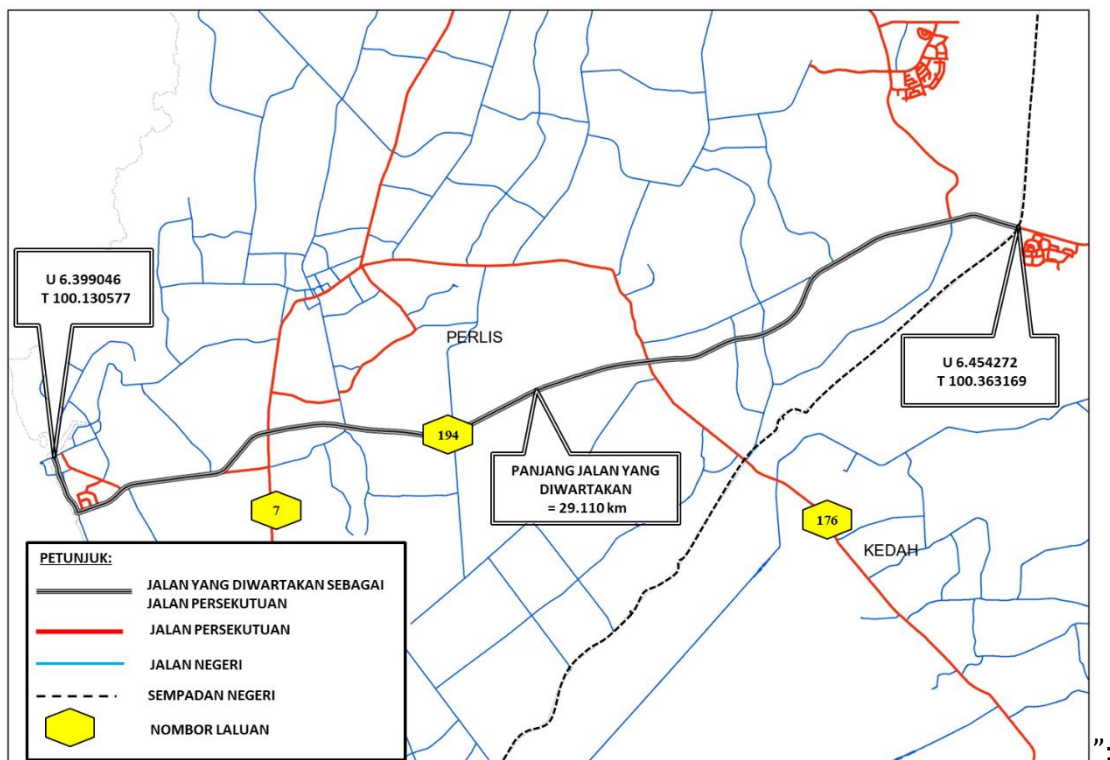 U 6.399046
T 100.130577
PERLIS
U 6.454272
T 100.363169
194
PANJANG JALAN YANG
DIWARTAKAN
= 29.110 km
7
176
KEDAH
PETUNJUK:
JALAN YANG DIWARTAKAN SEBAGAI
JALAN PERSEKUTUAN
JALAN PERSEKUTUAN
JALAN NEGERI
SEMPADAN NEGERI
NOMBOR LALUAN
”;